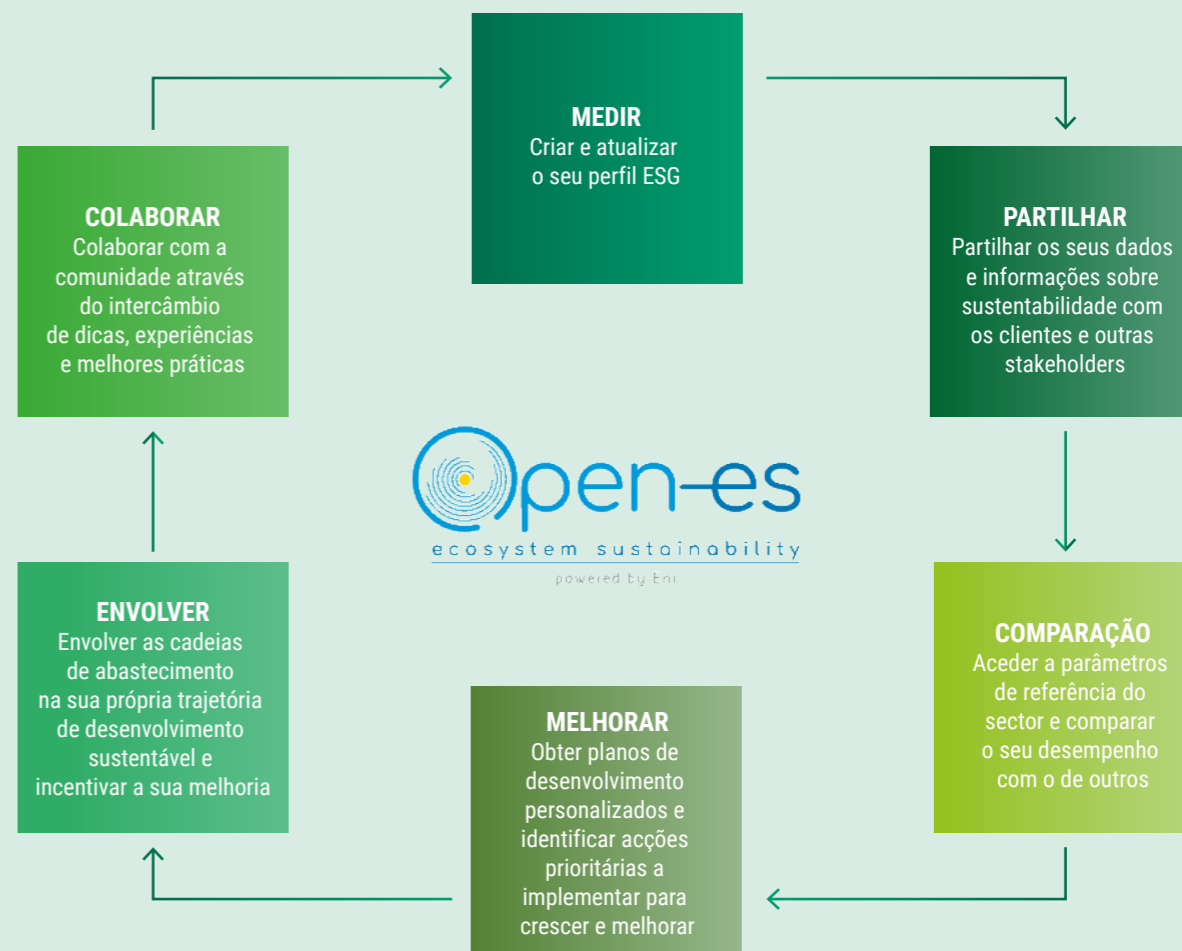 MEDIR
Criar e atualizar
o seu perfil ESG
PARTILHAR
Partilhar os seus dados
e informações sobre
sustentabilidade com
os clientes e outras
stakeholders
COMPARAÇÃO
Aceder a parâmetros
de referência do
sector e comparar
o seu desempenho
com o de outros
MELHORAR
Obter planos de
desenvolvimento
personalizados e
identificar acções
prioritárias a
implementar para
crescer e melhorar
ENVOLVER
Envolver as cadeias
de abastecimento
na sua própria trajetória
de desenvolvimento
sustentável e
incentivar a sua melhoria
COLABORAR
Colaborar com a
comunidade através
do intercâmbio
de dicas, experiências
e melhores práticas
Open-es
ecosystem sustainability
powered by Eni